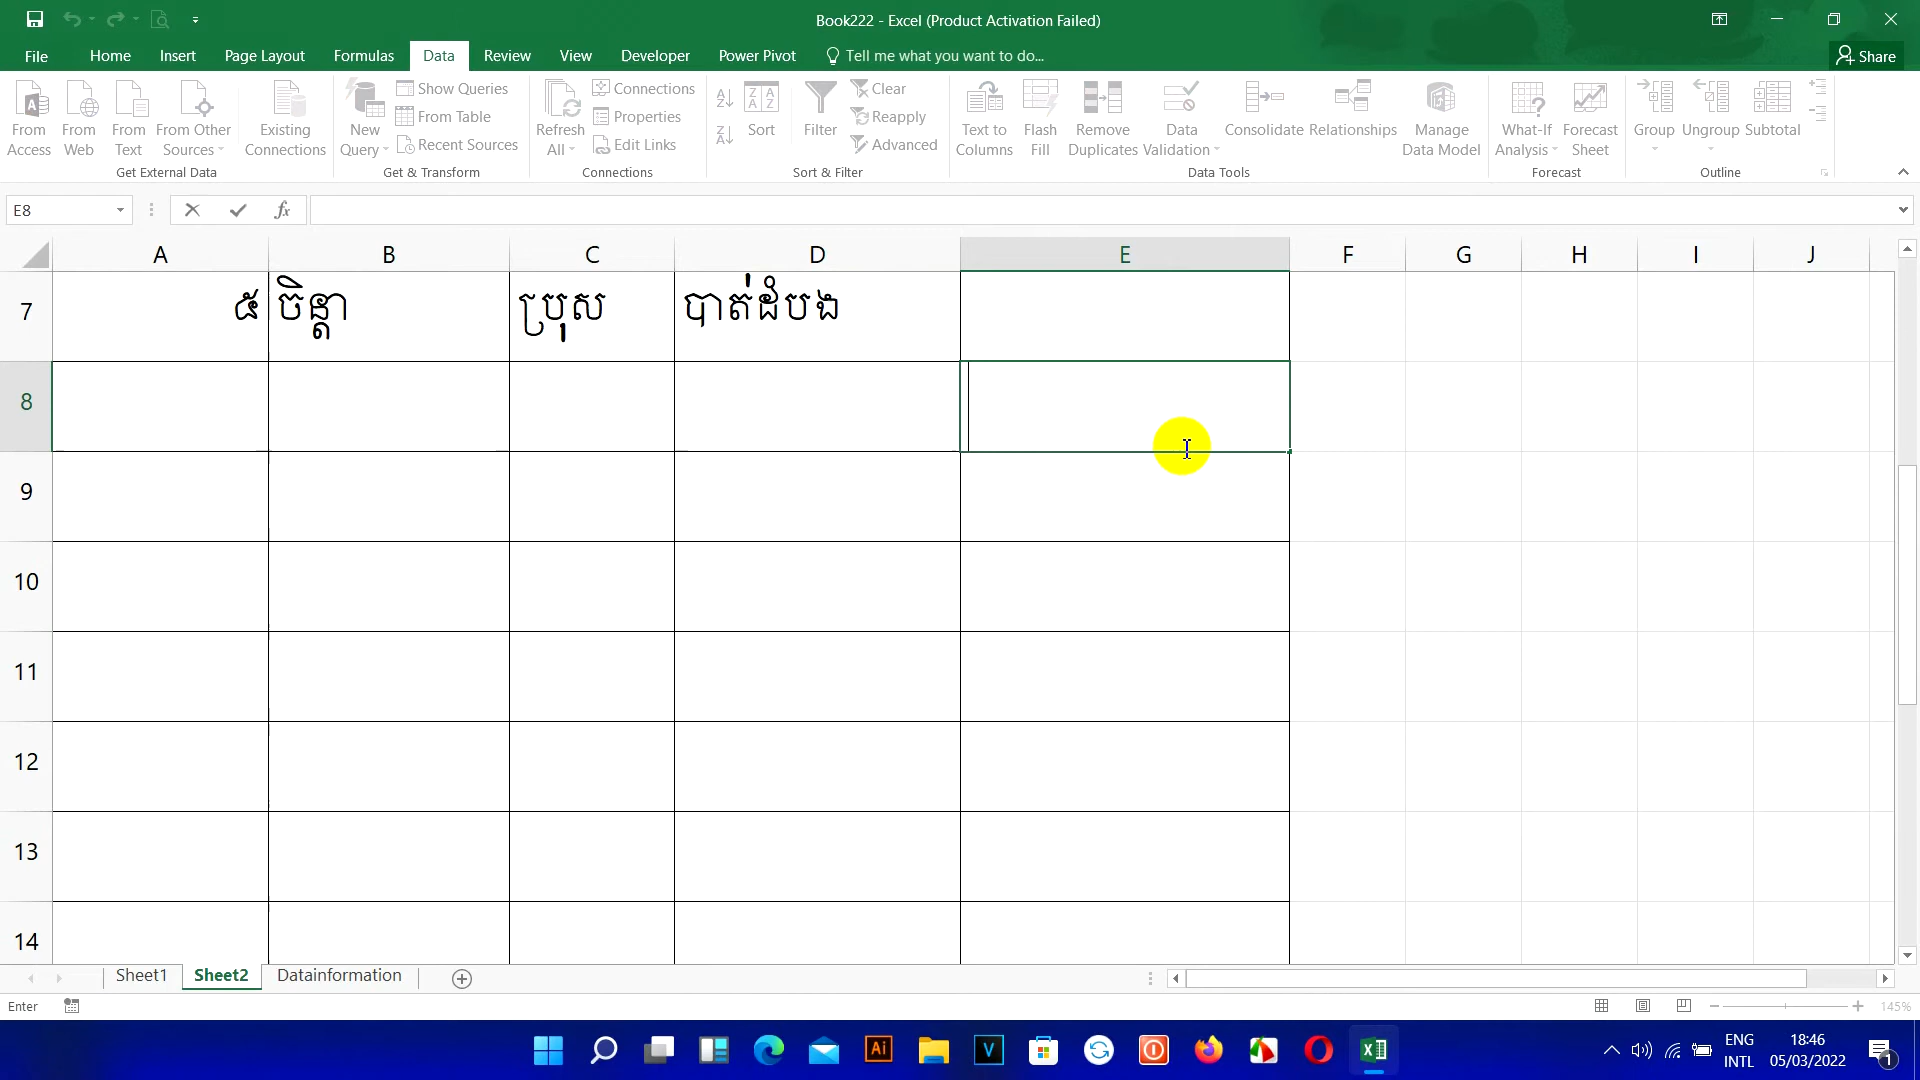 Book222 - Excel (Product Activation Failed)
File Home Insert Page Layout Formulas Data Review View Developer Power Pivot Tell me what you want to do... Share
From Access
From Web
From Text
From Other Sources
Existing Connections
Get External Data
New Query
Show Queries
From Table
Recent Sources
Get & Transform
Refresh All
Connections
Properties
Edit Links
Connections
Sort
Filter
Clear
Reapply
Advanced
Sort & Filter
Text to Columns
Flash Fill
Remove Duplicates
Data Validation
Consolidate
Relationships
Manage Data Model
Data Tools
What-If Analysis
Forecast Sheet
Forecast
Group
Ungroup
Subtotal
Outline
E8
fx
A B C D E F G H I J
7 ៥ ចិន្តា ប្រុស បាត់ដំបង
8
9
10
11
12
13
14
Sheet1 Sheet2 Datainformation
Enter
145%
ENG INTL
18:46
05/03/2022
1